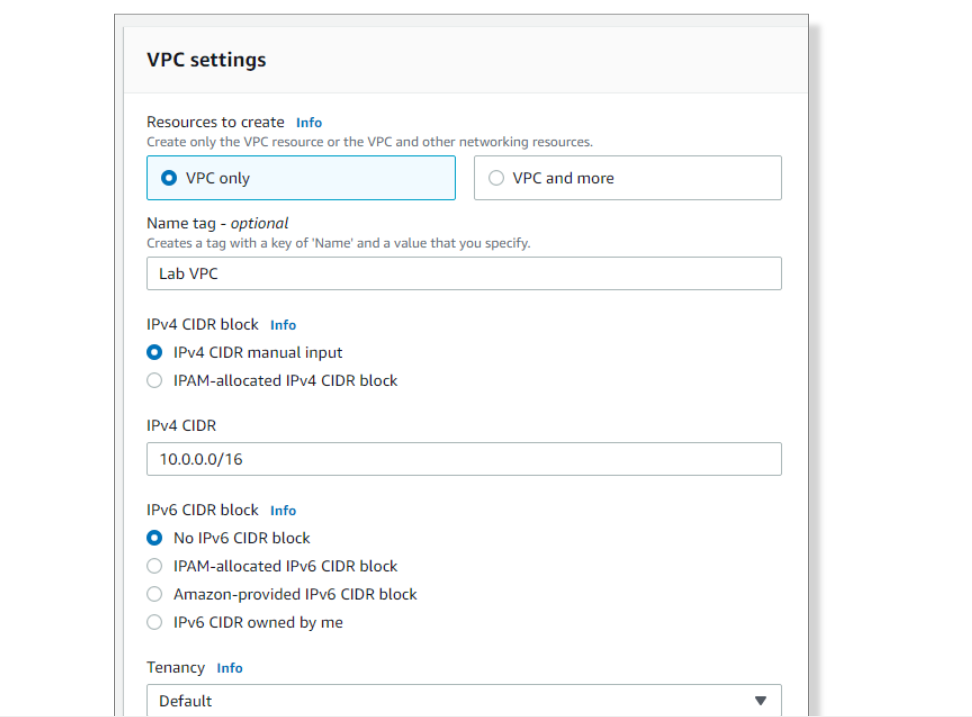 VPC settings
Resources to create Info
Create only the VPC resource or the VPC and other networking resources.
VPC only
VPC and more
Name tag - optional
Creates a tag with a key of 'Name' and a value that you specify.
Lab VPC
IPv4 CIDR block Info
IPv4 CIDR manual input
IPAM-allocated IPv4 CIDR block
IPv4 CIDR
10.0.0.0/16
IPv6 CIDR block Info
No IPv6 CIDR block
IPAM-allocated IPv6 CIDR block
Amazon-provided IPv6 CIDR block
IPv6 CIDR owned by me
Tenancy Info
Default